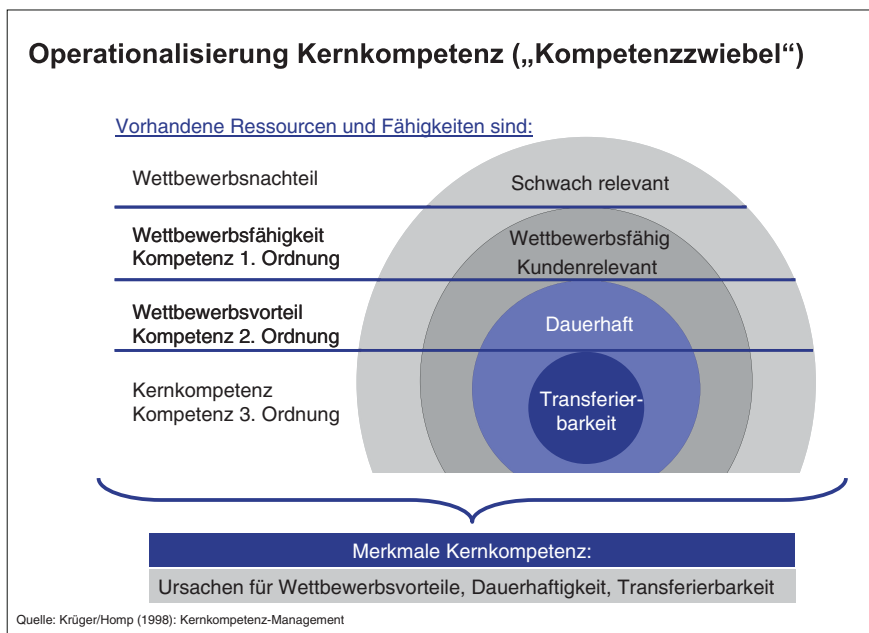 Operationalisierung Kernkompetenz („Kompetenzzwiebel“)
Vorhandene Ressourcen und Fähigkeiten sind:
Wettbewerbsnachteil
Schwach relevant
Wettbewerbsfähigkeit
Kompetenz 1. Ordnung
Wettbewerbsfähig
Kundenrelevant
Wettbewerbsvorteil
Kompetenz 2. Ordnung
Dauerhaft
Kernkompetenz
Kompetenz 3. Ordnung
Transferier-
barkeit
Merkmale Kernkompetenz:
Ursachen für Wettbewerbsvorteile, Dauerhaftigkeit, Transferierbarkeit
Quelle: Krüger/Homp (1998): Kernkompetenz-Management